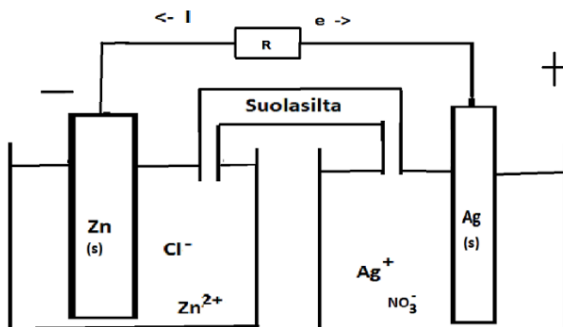 <- I
e ->
R
—
+
Suolasilta
Zn
(s)
Cl⁻
Zn²⁺
Ag⁺
NO₃⁻
Ag
(s)